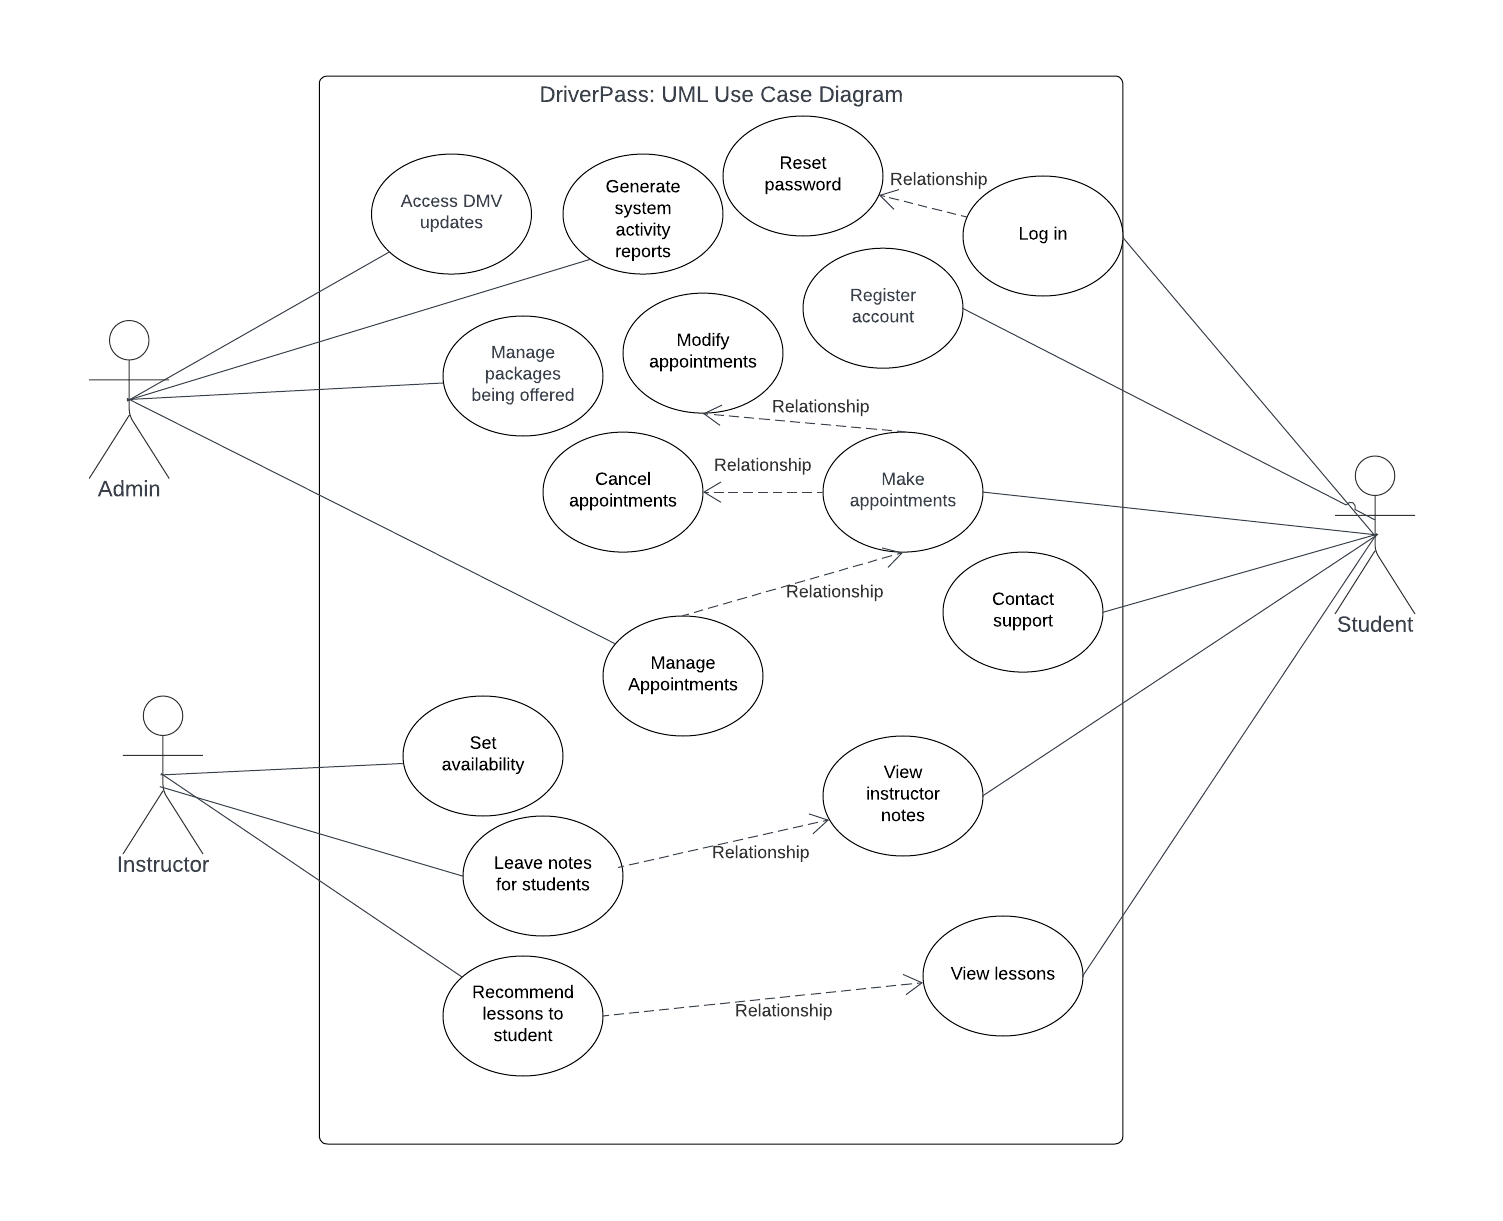 DriverPass: UML Use Case Diagram
Reset
password
Relationship
Log in
Access DMV
updates
Generate
system
activity
reports
Register
account
Modify
appointments
Manage
packages
being offered
Relationship
Admin
Cancel
appointments
Relationship
Make
appointments
Relationship
Contact
support
Student
Manage
Appointments
Set
availability
View
instructor
notes
Instructor
Leave notes
for students
Relationship
View lessons
Recommend
lessons to
student
Relationship